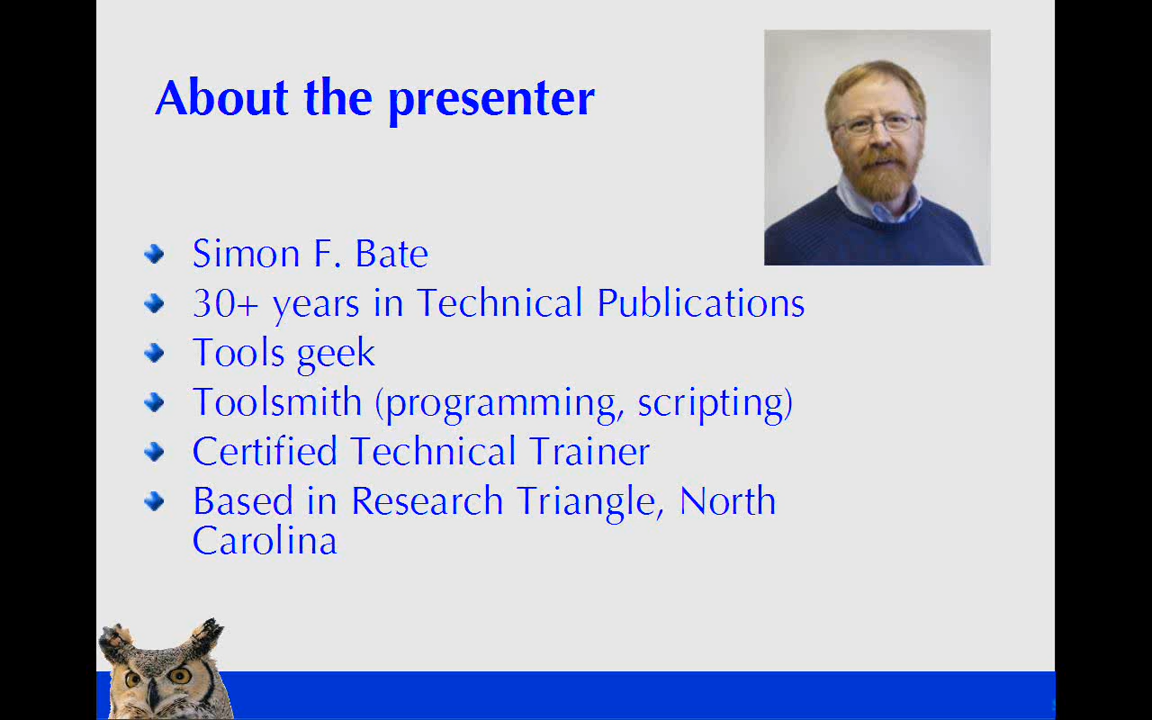 About the presenter
Simon F. Bate
30+ years in Technical Publications
Tools geek
Toolsmith (programming, scripting)
Certified Technical Trainer
Based in Research Triangle, North
Carolina